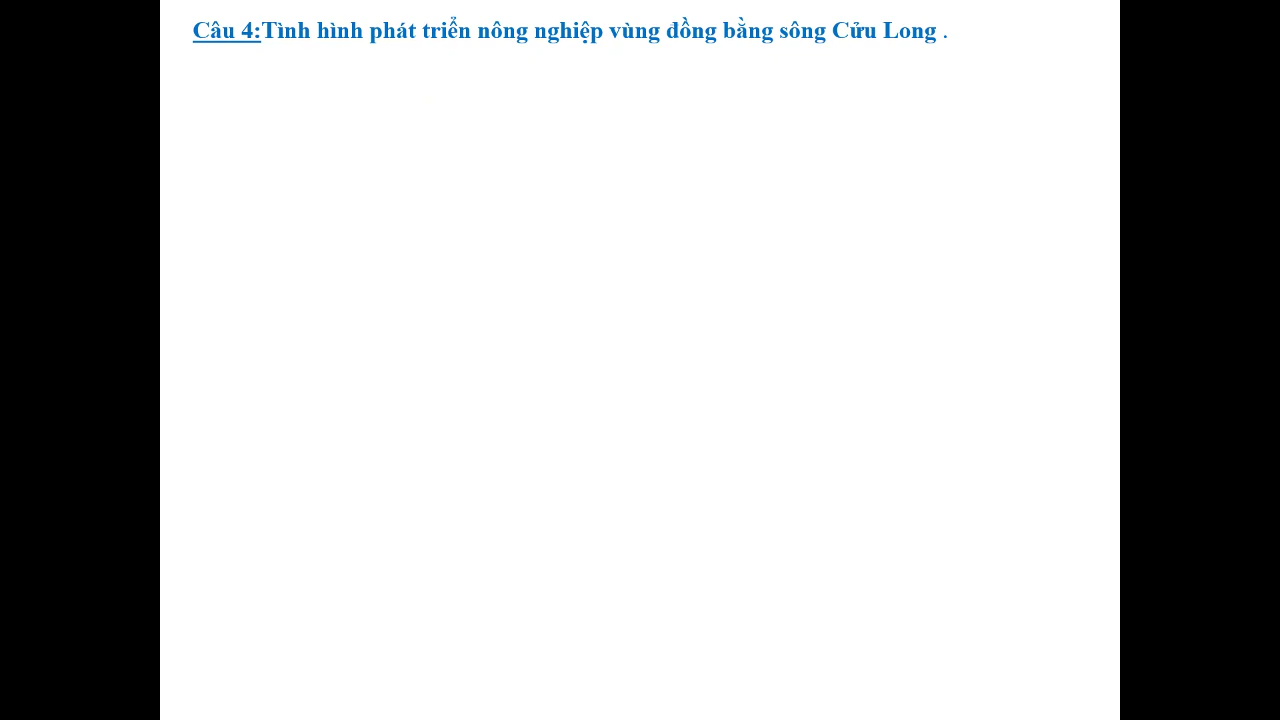 Câu 4:Tình hình phát triển nông nghiệp vùng đồng bằng sông Cửu Long .